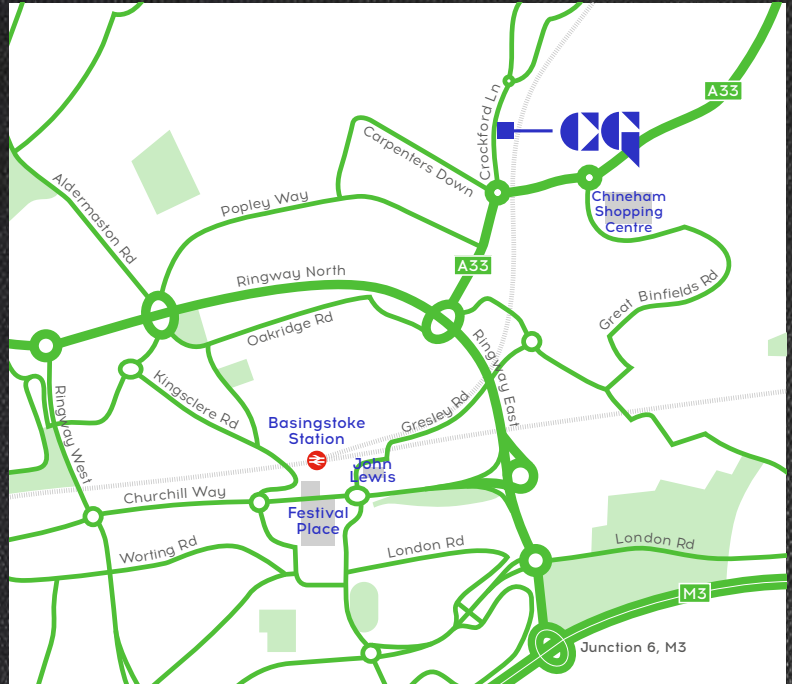 A33
Crockford Ln
CG
Carpenters Down
Aldermaston Rd
Popley Way
Chineham
Shopping
Centre
A33
Ringway North
Great Binfields Rd
Oakridge Rd
Ringway East
Kingsclere Rd
Ringway West
Gresley Rd
Basingstoke
Station
John
Lewis
Churchill Way
Festival
Place
Worting Rd
London Rd
London Rd
M3
Junction 6, M3